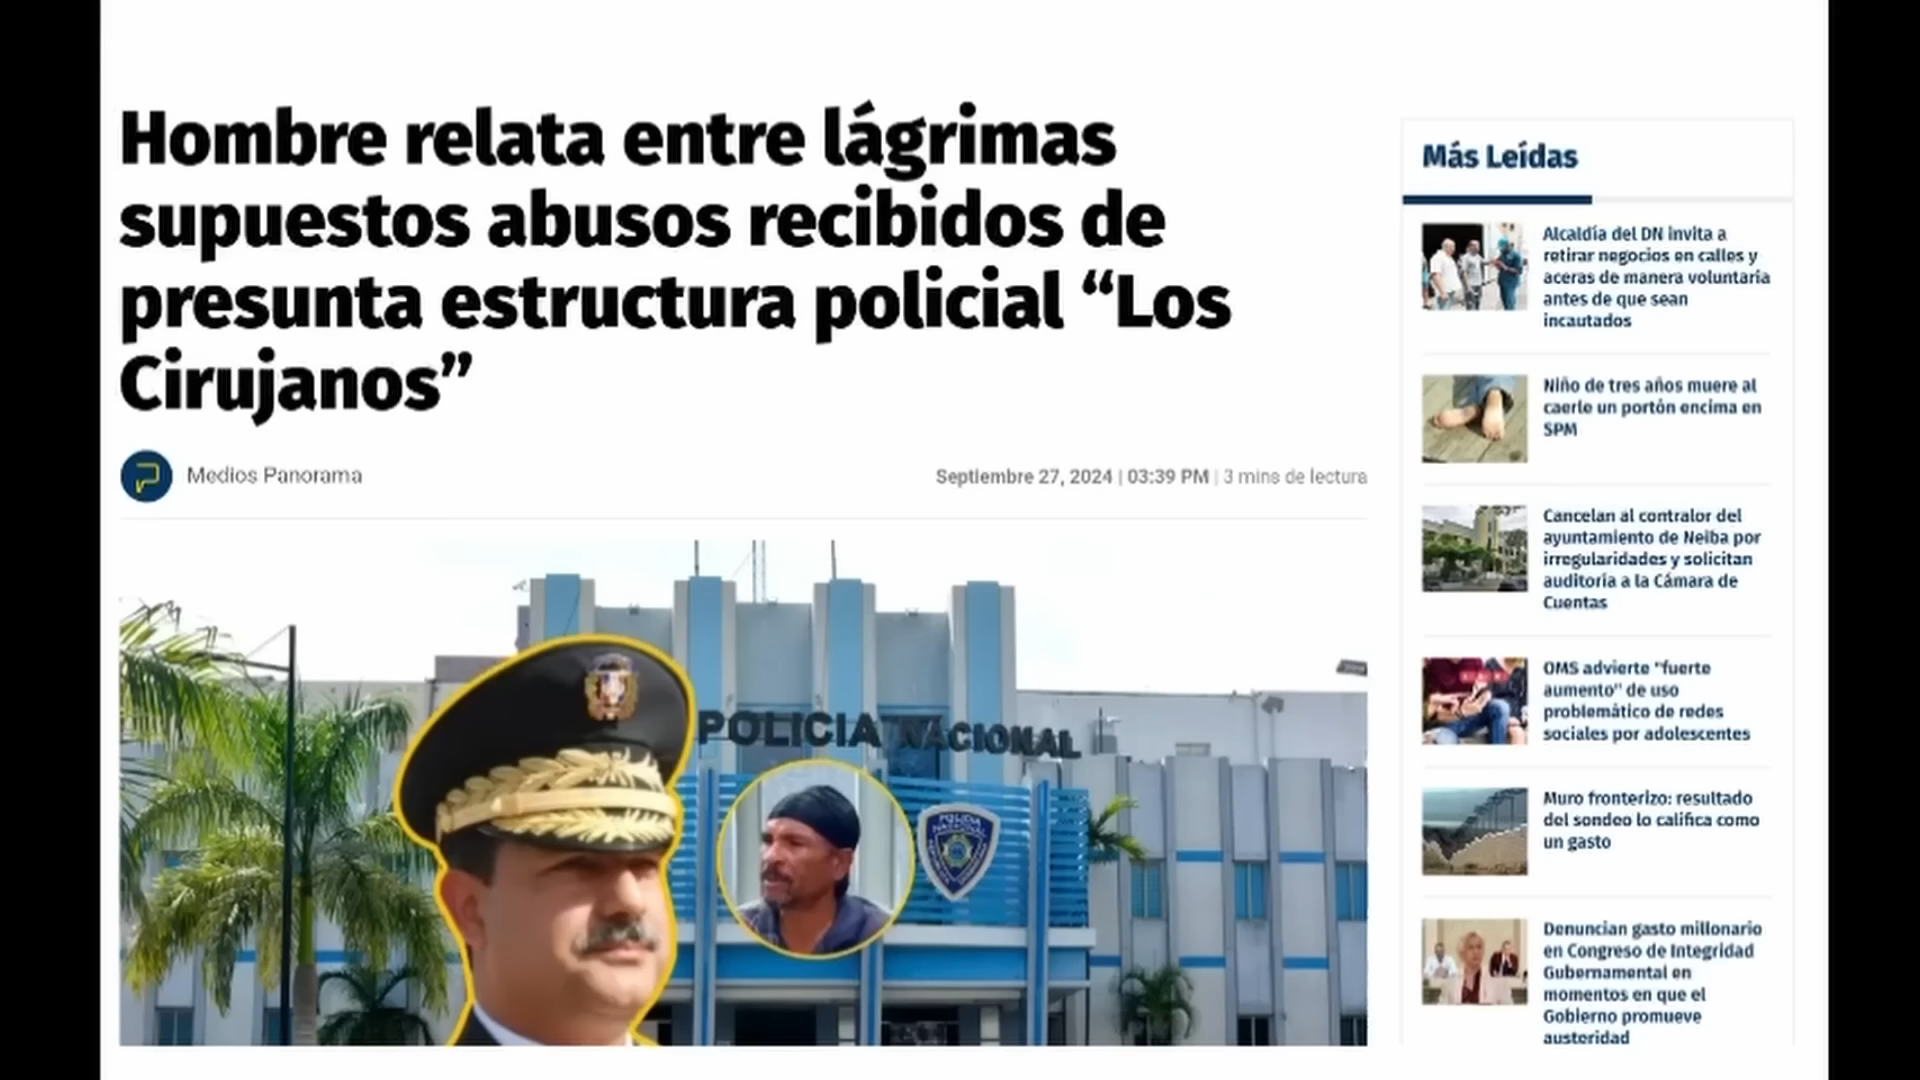 Hombre relata entre lágrimas
supuestos abusos recibidos de
presunta estructura policial “Los
Cirujanos”
Medios Panorama
Septiembre 27, 2024 | 03:39 PM | 3 mins de lectura
POLICIA NACIONAL
POLICIA
NACIONAL
Más Leídas
Alcaldía del DN invita a
retirar negocios en calles y
aceras de manera voluntaria
antes de que sean
incautados
Niño de tres años muere al
caerle un portón encima en
SPM
Cancelan al contralor del
ayuntamiento de Neiba por
irregularidades y solicitan
auditoría a la Cámara de
Cuentas
OMS advierte "fuerte
aumento" de uso
problemático de redes
sociales por adolescentes
Muro fronterizo: resultado
del sondeo lo califica como
un gasto
Denuncian gasto millonario
en Congreso de Integridad
Gubernamental en
momentos en que el
Gobierno promueve
austeridad